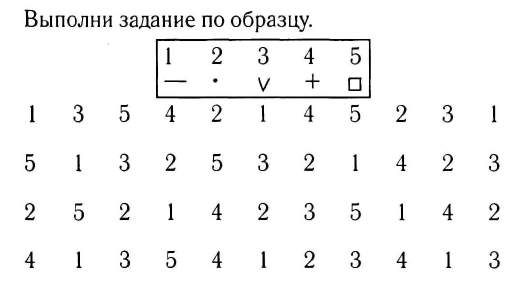 Выполни задание по образцу.
1 2 3 4 5
— · v + □
1 3 5 4 2 1 4 5 2 3 1
5 1 3 2 5 3 2 1 4 2 3
2 5 2 1 4 2 3 5 1 4 2
4 1 3 5 4 1 2 3 4 1 3